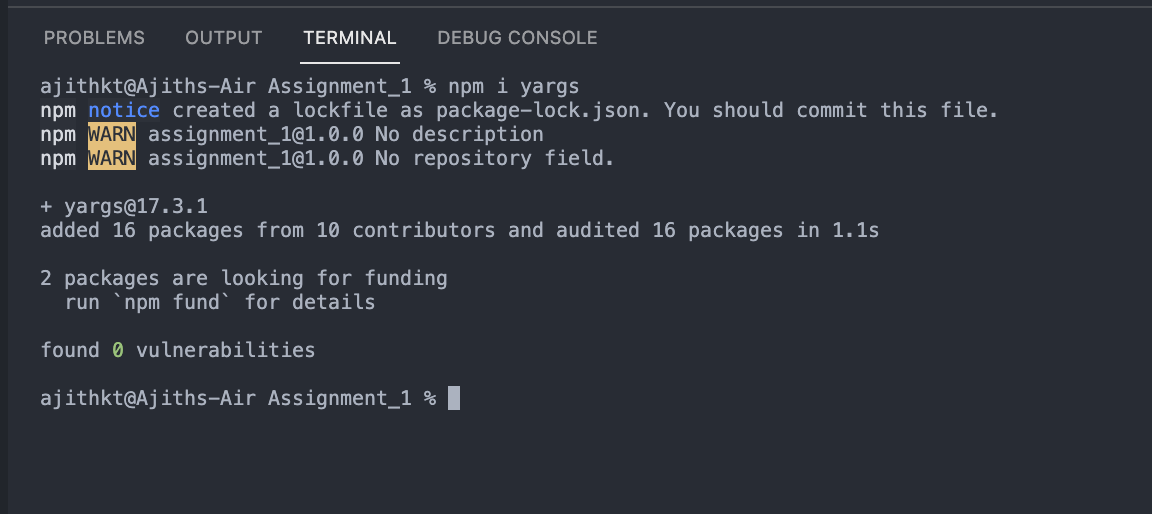 PROBLEMS OUTPUT TERMINAL DEBUG CONSOLE
ajithkt@Ajiths-Air Assignment_1 % npm i yargs
npm notice created a lockfile as package-lock.json. You should commit this file.
npm WARN assignment_1@1.0.0 No description
npm WARN assignment_1@1.0.0 No repository field.
+ yargs@17.3.1
added 16 packages from 10 contributors and audited 16 packages in 1.1s
2 packages are looking for funding
run `npm fund` for details
found 0 vulnerabilities
ajithkt@Ajiths-Air Assignment_1 %